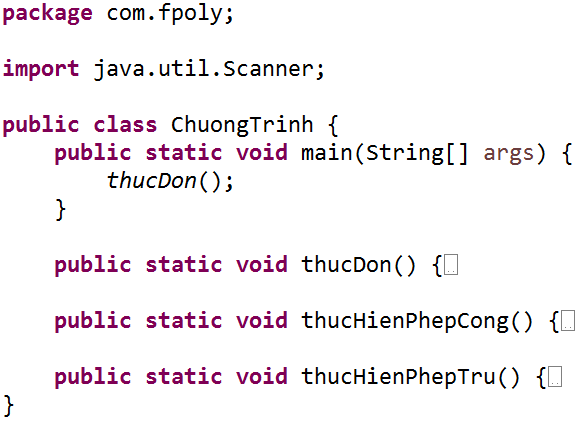 package com.fpoly;
import java.util.Scanner;
public class ChuongTrinh {
public static void main(String[] args) {
thucDon();
}
public static void thucDon() {
public static void thucHienPhepCong() {
public static void thucHienPhepTru() {
}